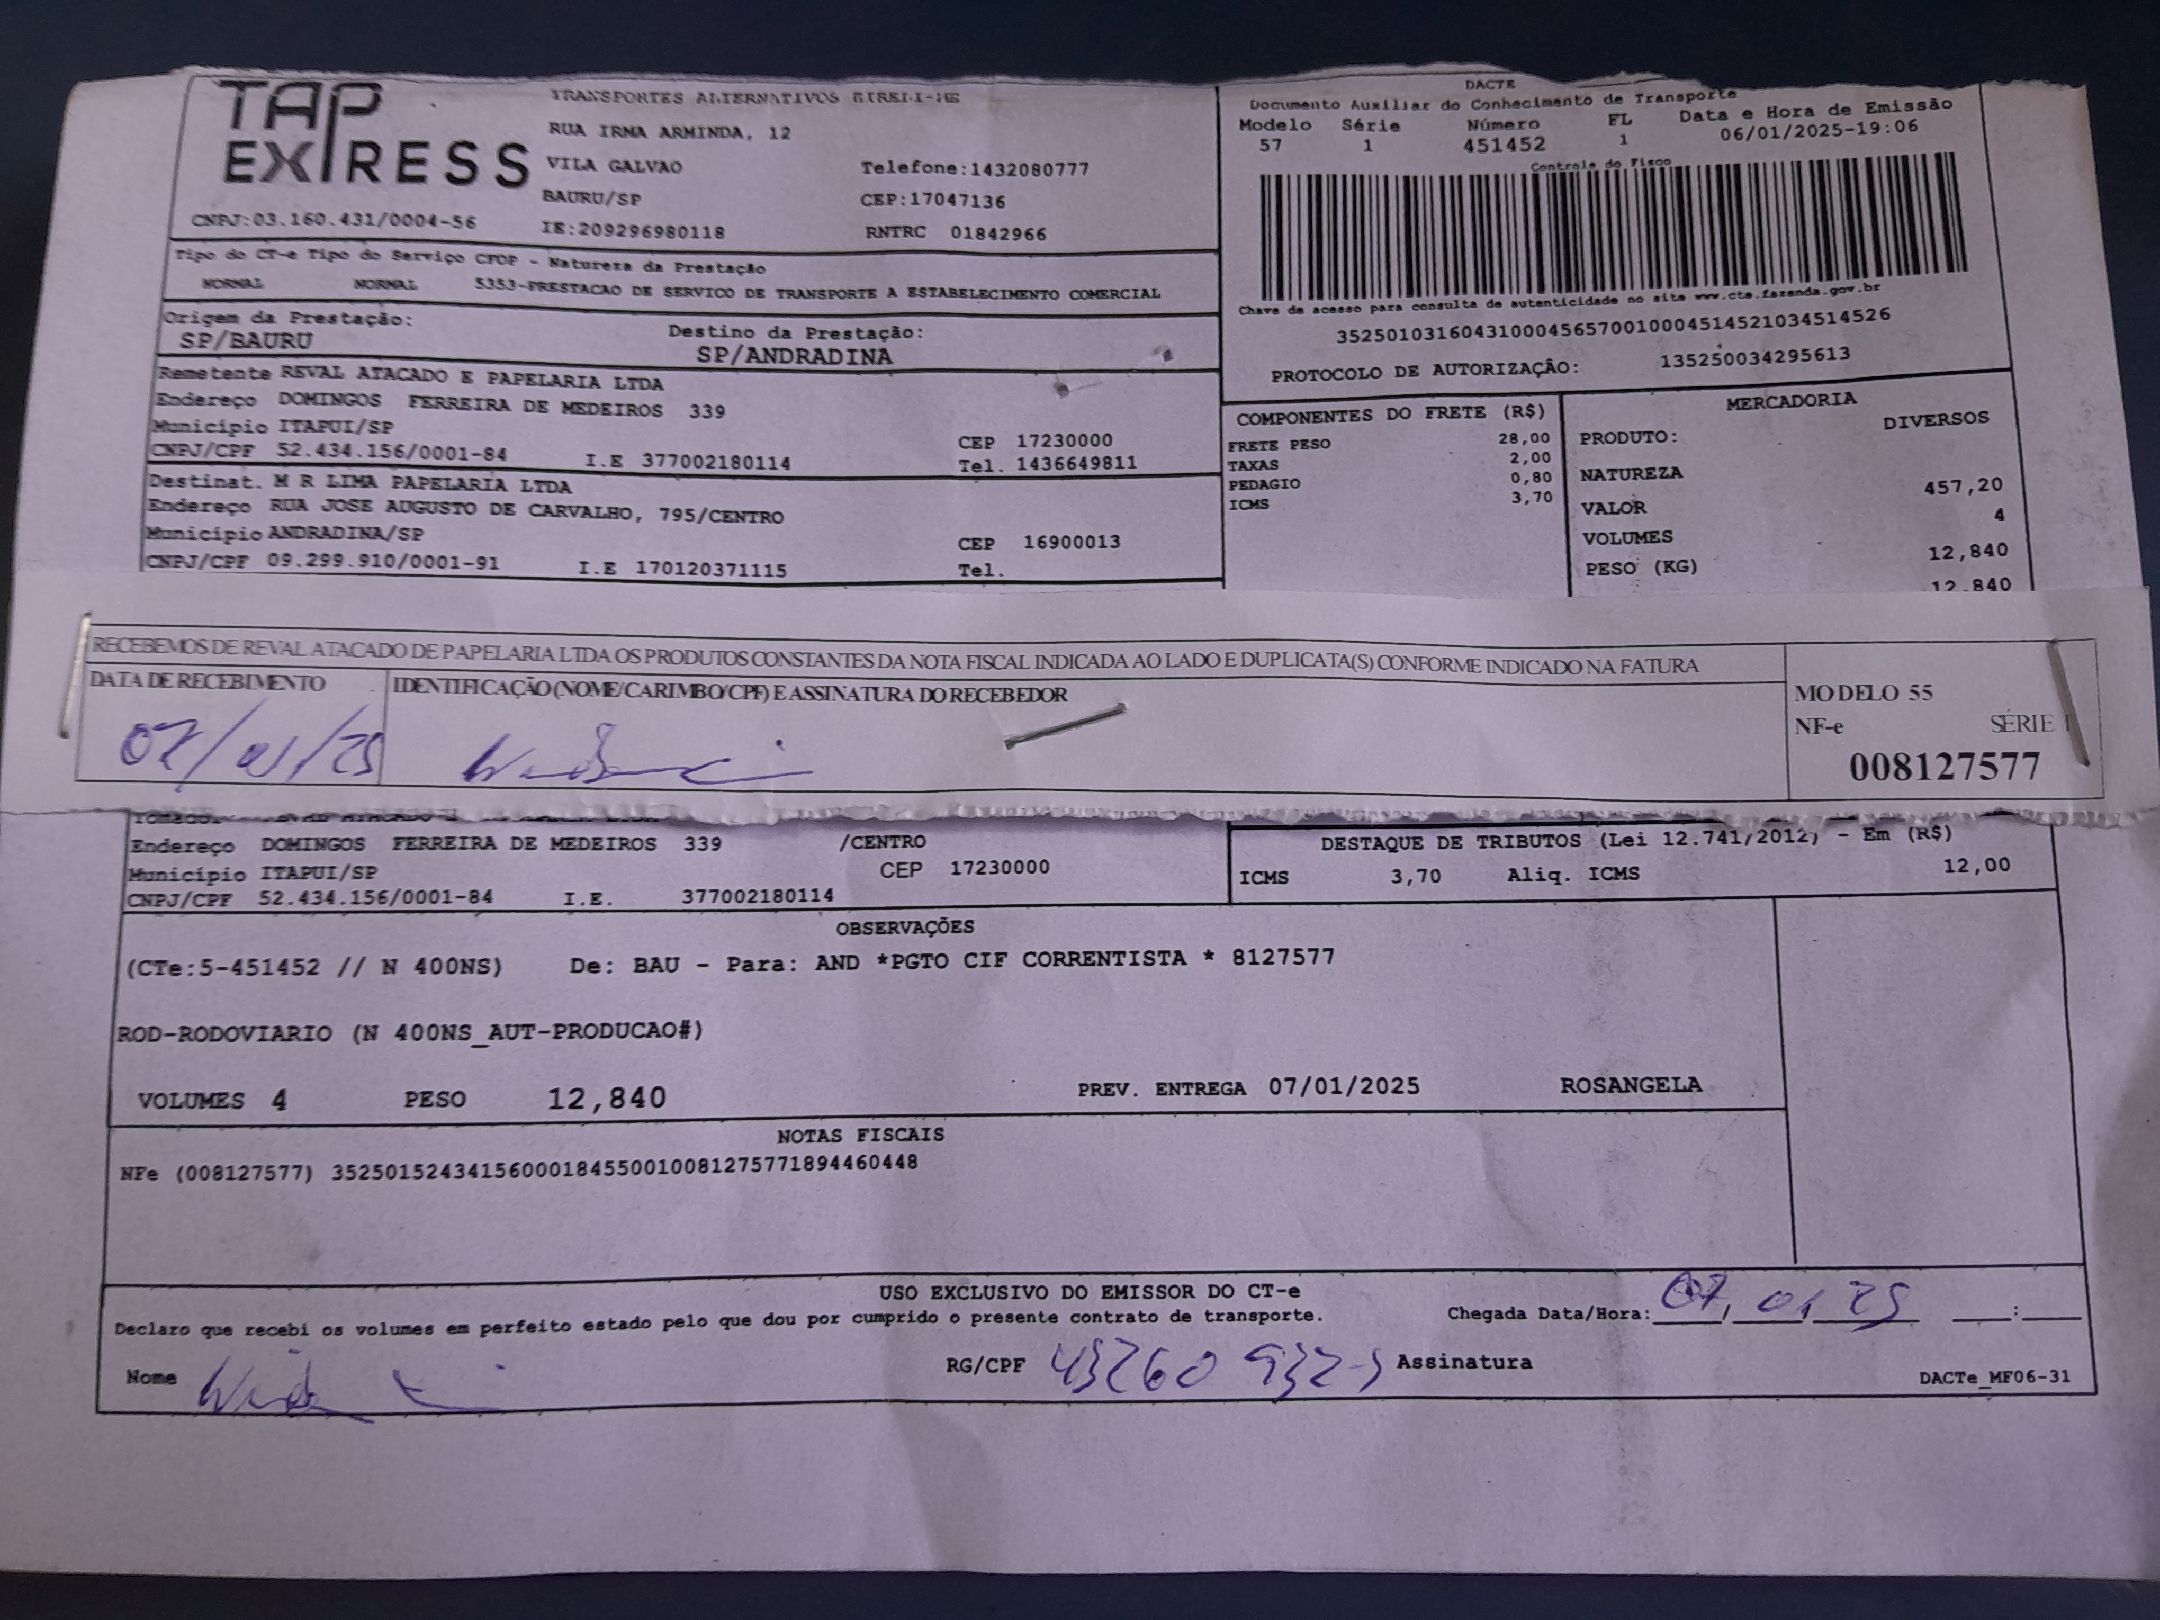 TAP EXPRESS
TRANSPORTES ALTERNATIVOS EIRELI-ME
RUA IRMA ARMINDA, 12
VILA GALVAO Telefone:1432080777
BAURU/SP CEP:17047136
CNPJ:03.160.431/0004-56 IE:209296980118 RNTRC 01842966
DACTE
Documento Auxiliar do Conhecimento de Transporte
Modelo Série Número FL Data e Hora de Emissão
57 1 451452 1 06/01/2025-19:06
Controle do Fisco
Chave de acesso para consulta de autenticidade no site www.cte.fazenda.gov.br
35250103160431000456570010004514521034514526
PROTOCOLO DE AUTORIZAÇÃO: 135250034295613
Tipo do CT-e Tipo do Serviço CFOP - Natureza da Prestação
NORMAL NORMAL 5353-PRESTACAO DE SERVICO DE TRANSPORTE A ESTABELECIMENTO COMERCIAL
Origem da Prestação: Destino da Prestação:
SP/BAURU SP/ANDRADINA
Remetente REVAL ATACADO E PAPELARIA LTDA
Endereço DOMINGOS FERREIRA DE MEDEIROS 339
Município ITAPUI/SP CEP 17230000
CNPJ/CPF 52.434.156/0001-84 I.E 377002180114 Tel. 1436649811
Destinat. M R LIMA PAPELARIA LTDA
Endereço RUA JOSE AUGUSTO DE CARVALHO, 795/CENTRO
Município ANDRADINA/SP CEP 16900013
CNPJ/CPF 09.299.910/0001-91 I.E 170120371115 Tel.
COMPONENTES DO FRETE (R$)
FRETE PESO 28,00
TAXAS 2,00
PEDAGIO 0,80
ICMS 3,70
MERCADORIA
PRODUTO: DIVERSOS
NATUREZA
VALOR 457,20
VOLUMES 4
PESO (KG) 12,840
12,840
RECEBEMOS DE REVAL ATACADO DE PAPELARIA LTDA OS PRODUTOS CONSTANTES DA NOTA FISCAL INDICADA AO LADO E DUPLICATA(S) CONFORME INDICADO NA FATURA
DATA DE RECEBIMENTO IDENTIFICAÇÃO (NOME/CARIMBO/CPF) E ASSINATURA DO RECEBEDOR
07/01/25
MODELO 55
NF-e SÉRIE 1
008127577
Endereço DOMINGOS FERREIRA DE MEDEIROS 339 /CENTRO
Município ITAPUI/SP CEP 17230000
CNPJ/CPF 52.434.156/0001-84 I.E. 377002180114
DESTAQUE DE TRIBUTOS (Lei 12.741/2012) - Em (R$)
ICMS 3,70 Aliq. ICMS 12,00
OBSERVAÇÕES
(CTe:5-451452 // N 400NS) De: BAU - Para: AND *PGTO CIF CORRENTISTA * 8127577
ROD-RODOVIARIO (N 400NS_AUT-PRODUCAO#)
VOLUMES 4 PESO 12,840 PREV. ENTREGA 07/01/2025 ROSANGELA
NOTAS FISCAIS
NFe (008127577) 35250152434156000184550010081275771894460448
USO EXCLUSIVO DO EMISSOR DO CT-e
Declaro que recebi os volumes em perfeito estado pelo que dou por cumprido o presente contrato de transporte. Chegada Data/Hora: 07, 01, 25 :
Nome RG/CPF 43260 932-5 Assinatura
DACTe_MF06-31